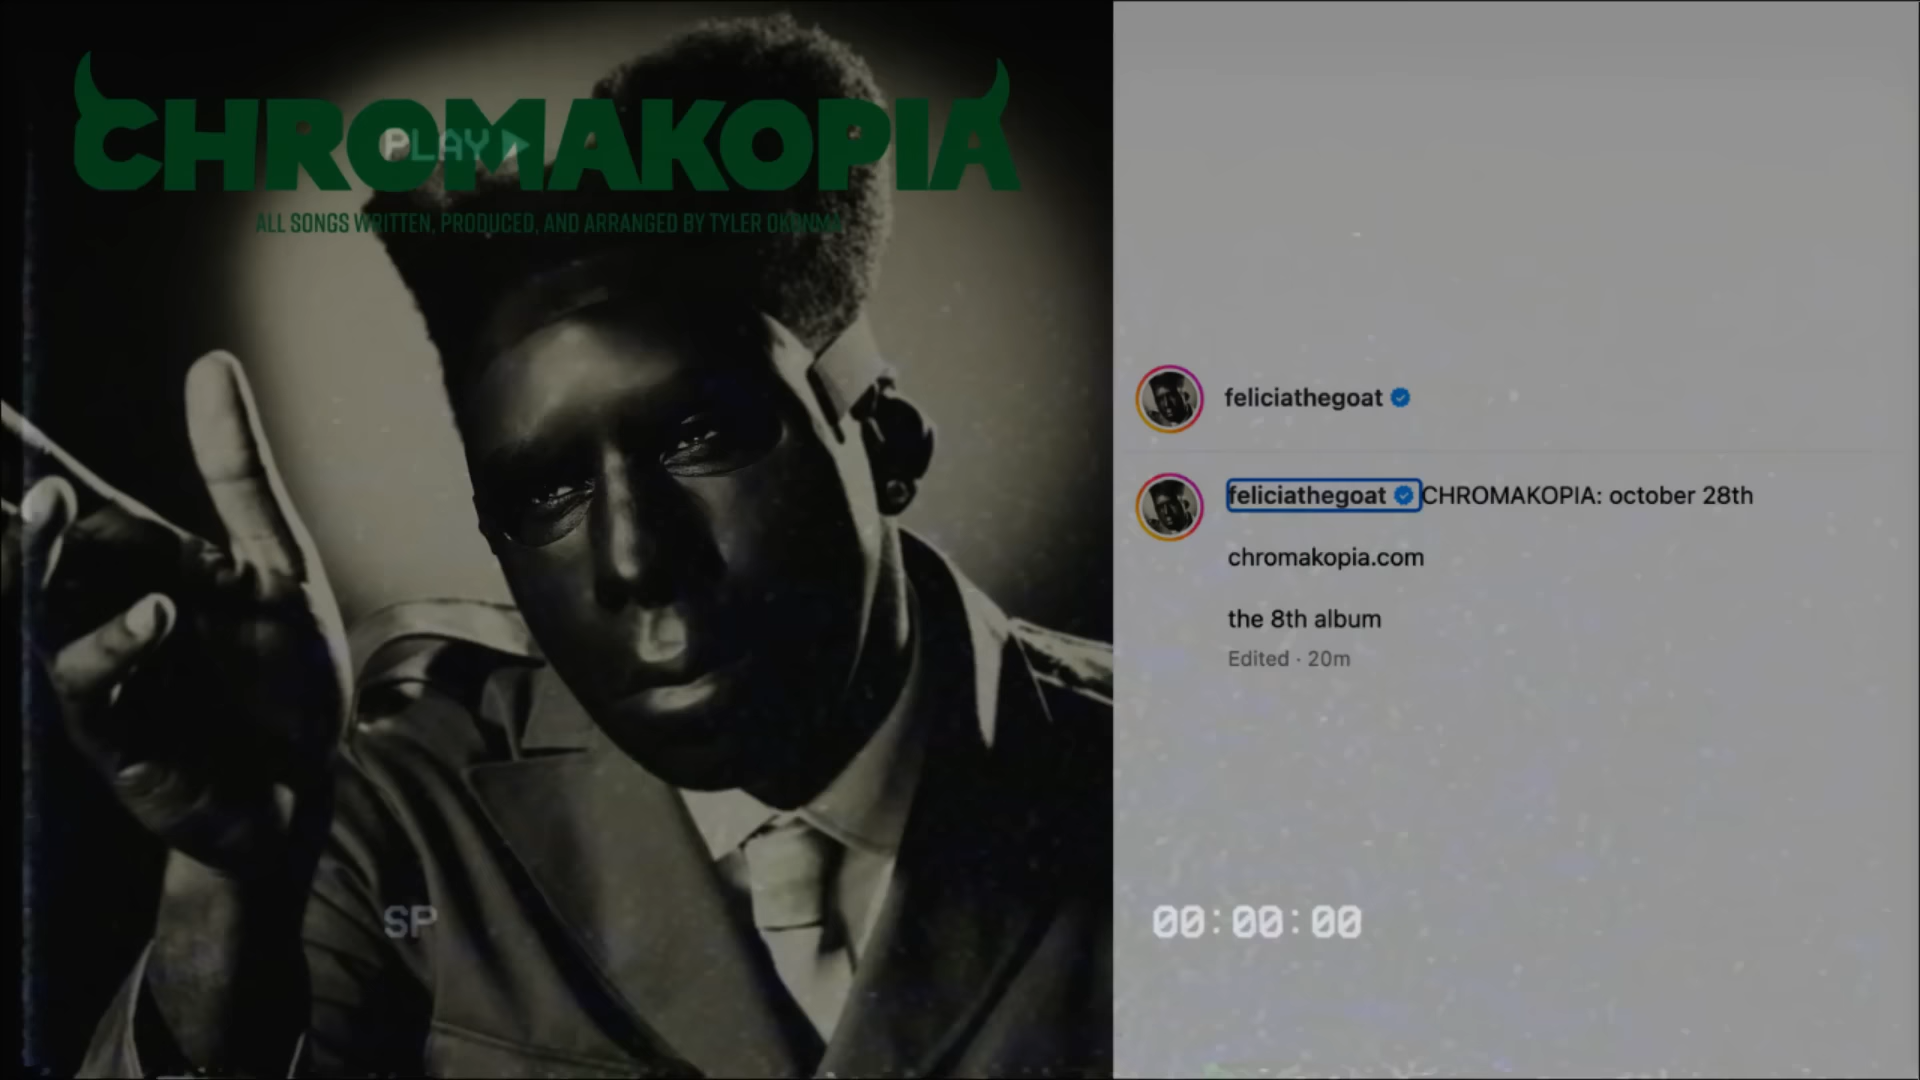 CHROMAKOPIA
PLAY
ALL SONGS WRITTEN, PRODUCED, AND ARRANGED BY TYLER OKONMA
feliciathegoat
feliciathegoat CHROMAKOPIA: october 28th
chromakopia.com
the 8th album
Edited · 20m
SP
00:00:00